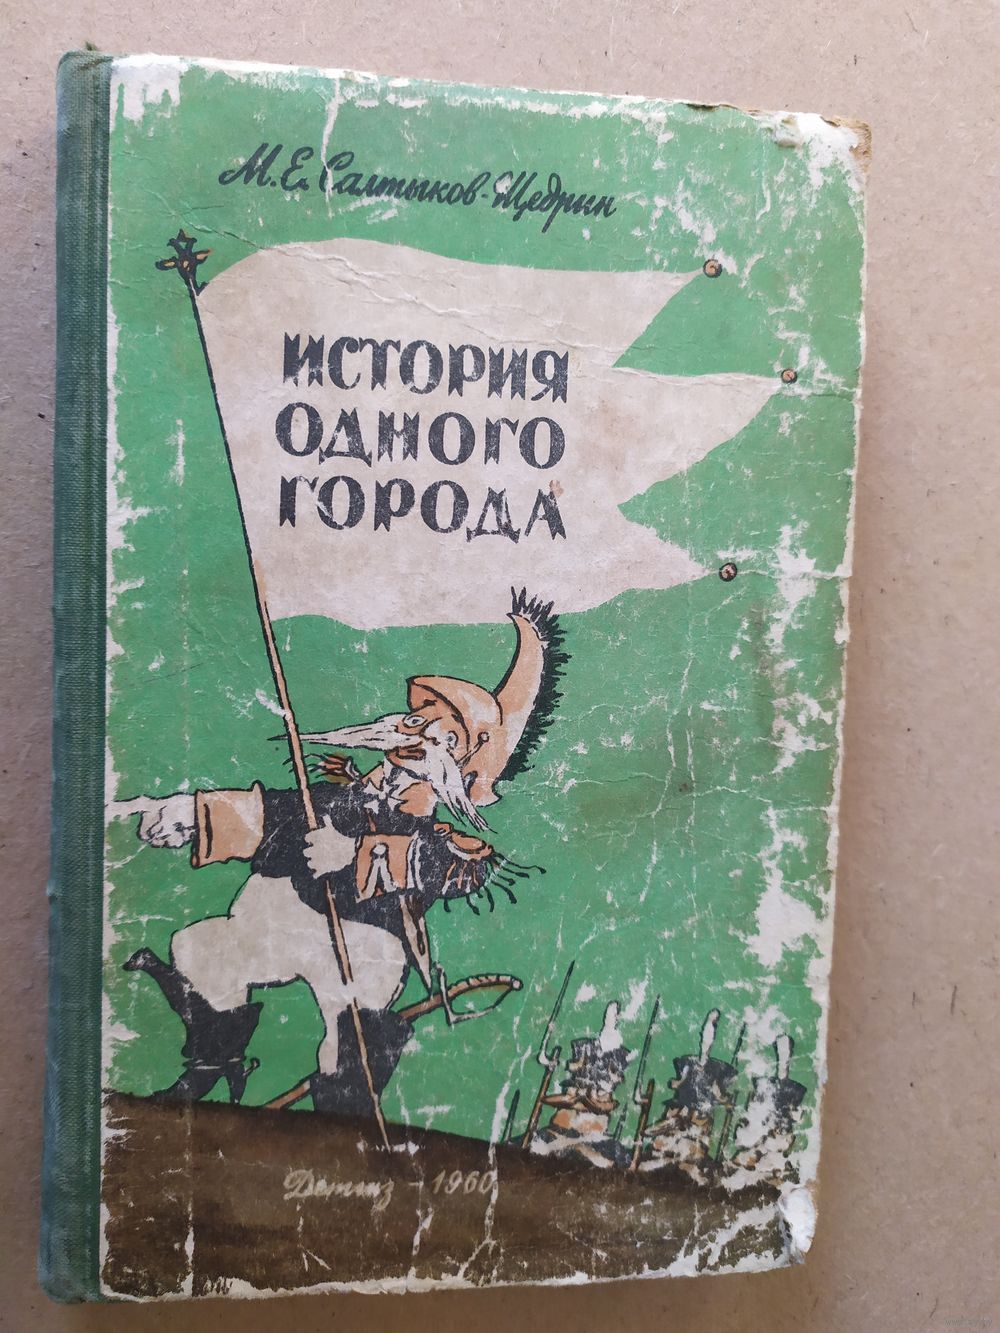 М. Е. Салтыков-Щедрин
ИСТОРИЯ
ОДНОГО
ГОРОДА
Детгиз - 1960